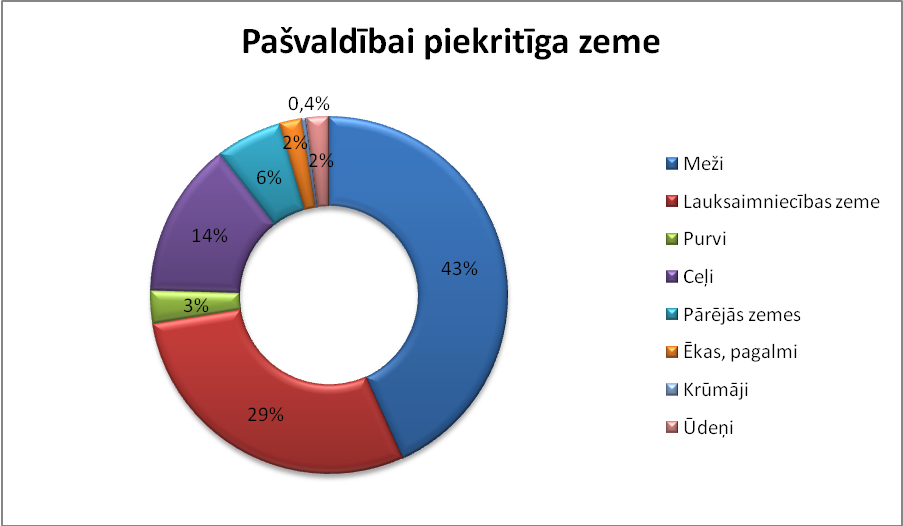 Pašvaldībai piekritīga zeme
0,4%
2%
2%
6%
14%
43%
3%
29%
Meži
Lauksaimniecības zeme
Purvi
Ceļi
Pārējās zemes
Ēkas, pagalmi
Krūmāji
Ūdeņi